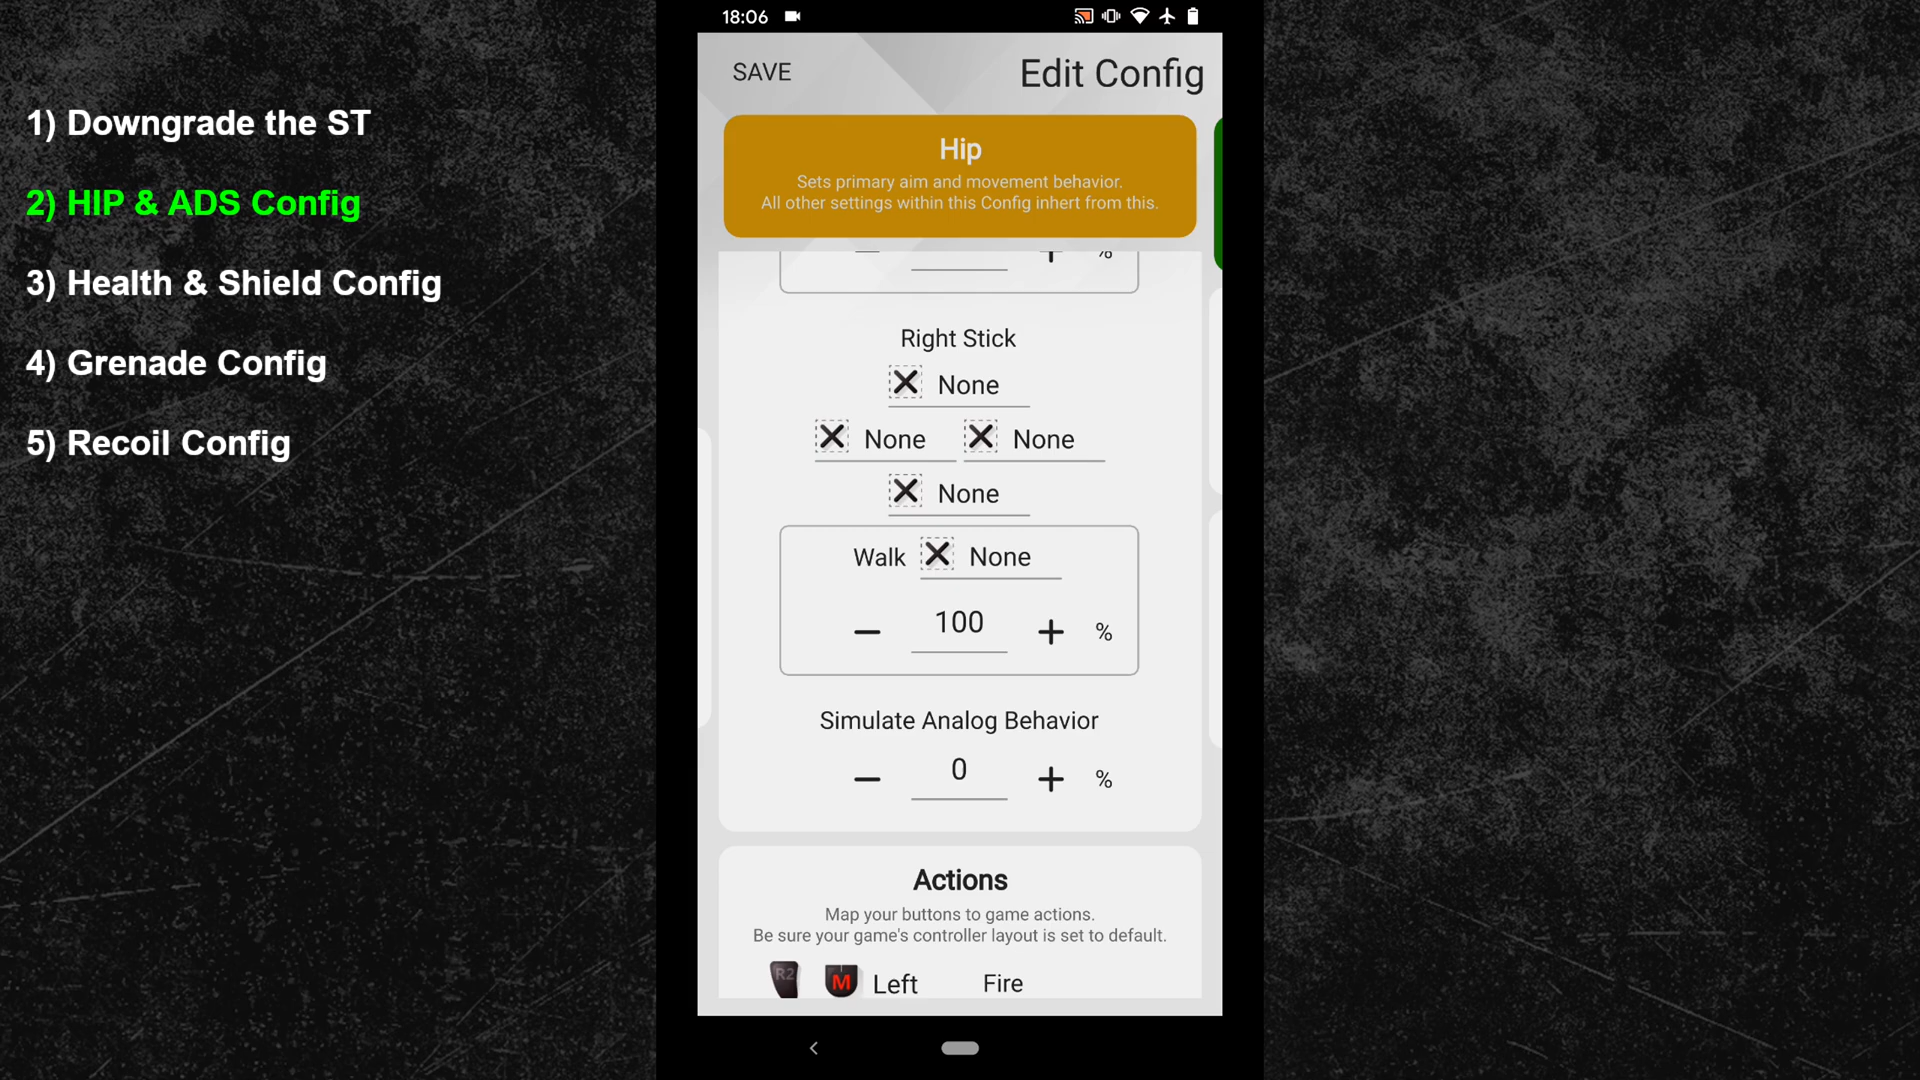 1) Downgrade the ST
2) HIP & ADS Config
3) Health & Shield Config
4) Grenade Config
5) Recoil Config
18:06
SAVE
Edit Config
Hip
Sets primary aim and movement behavior.
All other settings within this Config inhert from this.
%
Right Stick
None
None None
None
Walk None
− 100 + %
Simulate Analog Behavior
− 0 + %
Actions
Map your buttons to game actions.
Be sure your game's controller layout is set to default.
R2 M Left Fire